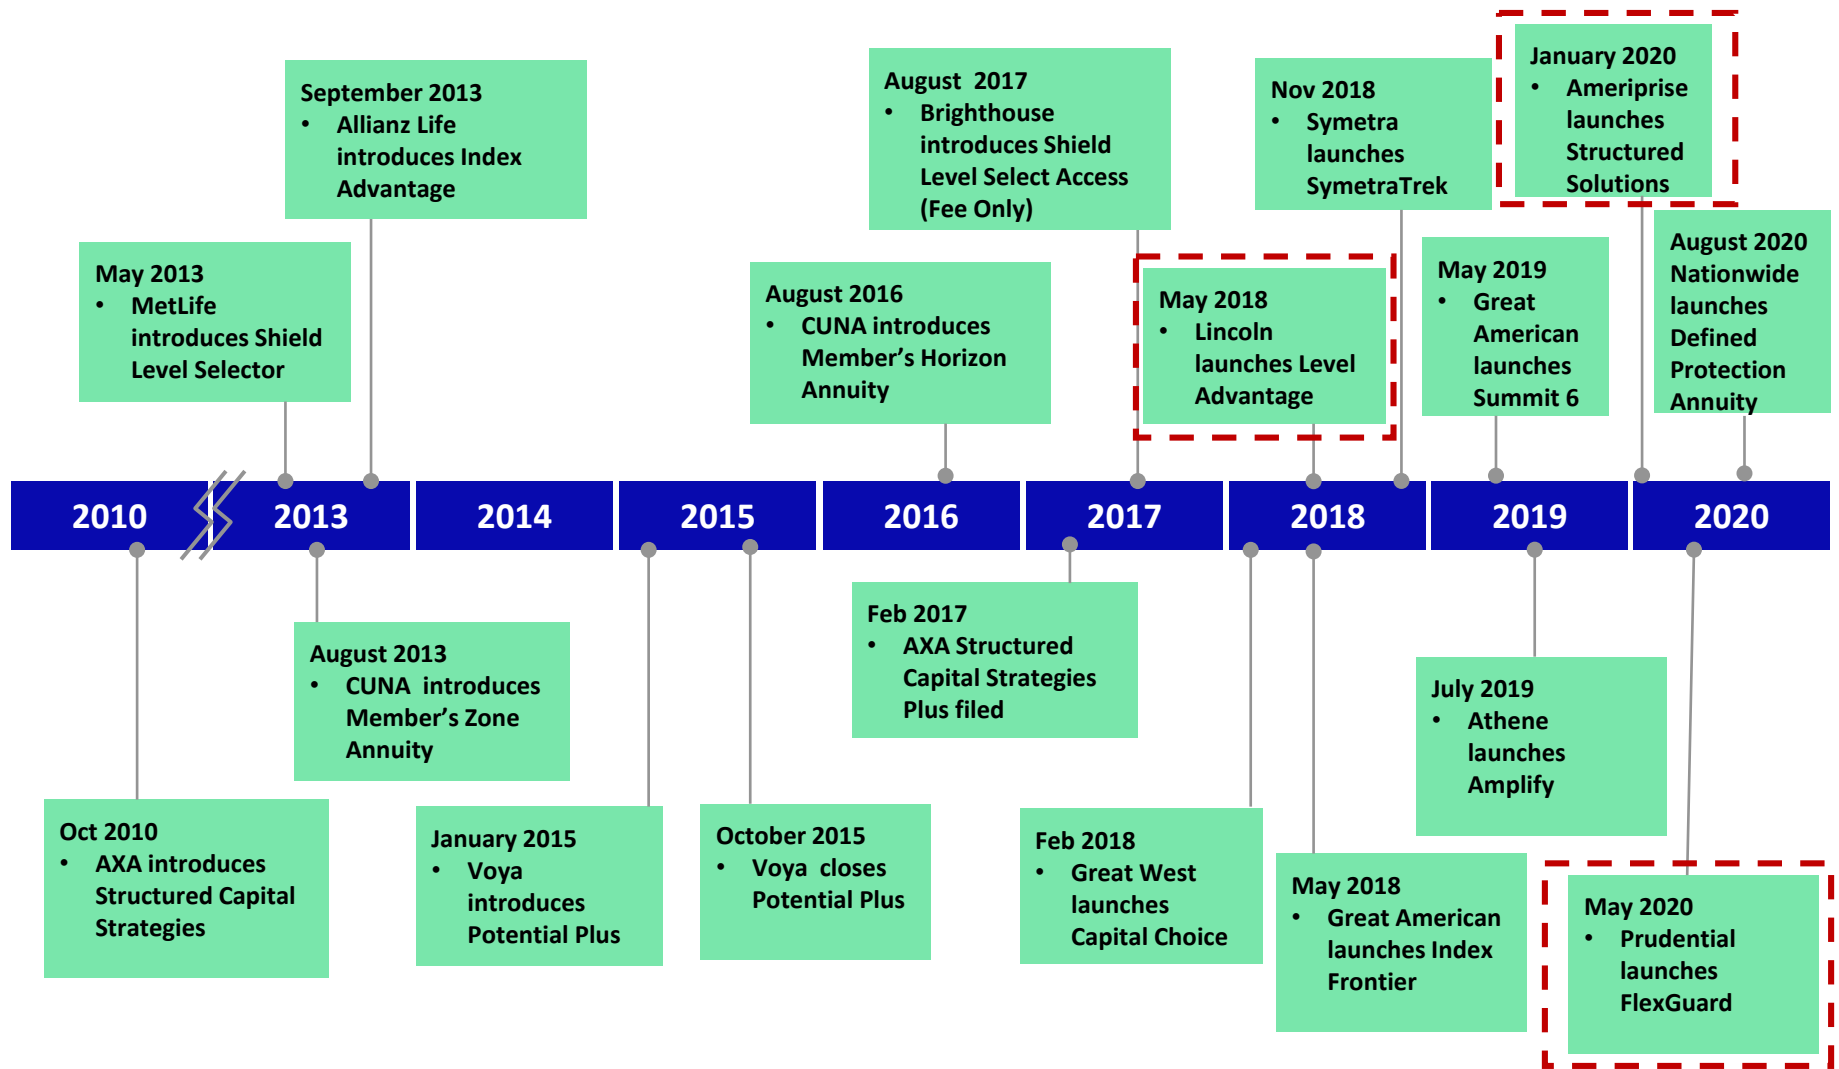 September 2013
• Allianz Life
introduces Index
Advantage
May 2013
• MetLife
introduces Shield
Level Selector
August  2017
• Brighthouse
introduces Shield
Level Select Access
(Fee Only)
August 2016
• CUNA introduces
Member’s Horizon
Annuity
Nov 2018
• Symetra
launches
SymetraTrek
May 2018
• Lincoln
launches Level
Advantage
January 2020
• Ameriprise
launches
Structured
Solutions
May 2019
• Great
American
launches
Summit 6
August 2020
Nationwide
launches
Defined
Protection
Annuity
2010 2013 2014 2015 2016 2017 2018 2019 2020
Oct 2010
• AXA introduces
Structured Capital
Strategies
August 2013
• CUNA  introduces
Member’s Zone
Annuity
January 2015
• Voya
introduces
Potential Plus
October 2015
• Voya  closes
Potential Plus
Feb 2017
• AXA Structured
Capital Strategies
Plus filed
Feb 2018
• Great West
launches
Capital Choice
May 2018
• Great American
launches Index
Frontier
July 2019
• Athene
launches
Amplify
May 2020
• Prudential
launches
FlexGuard